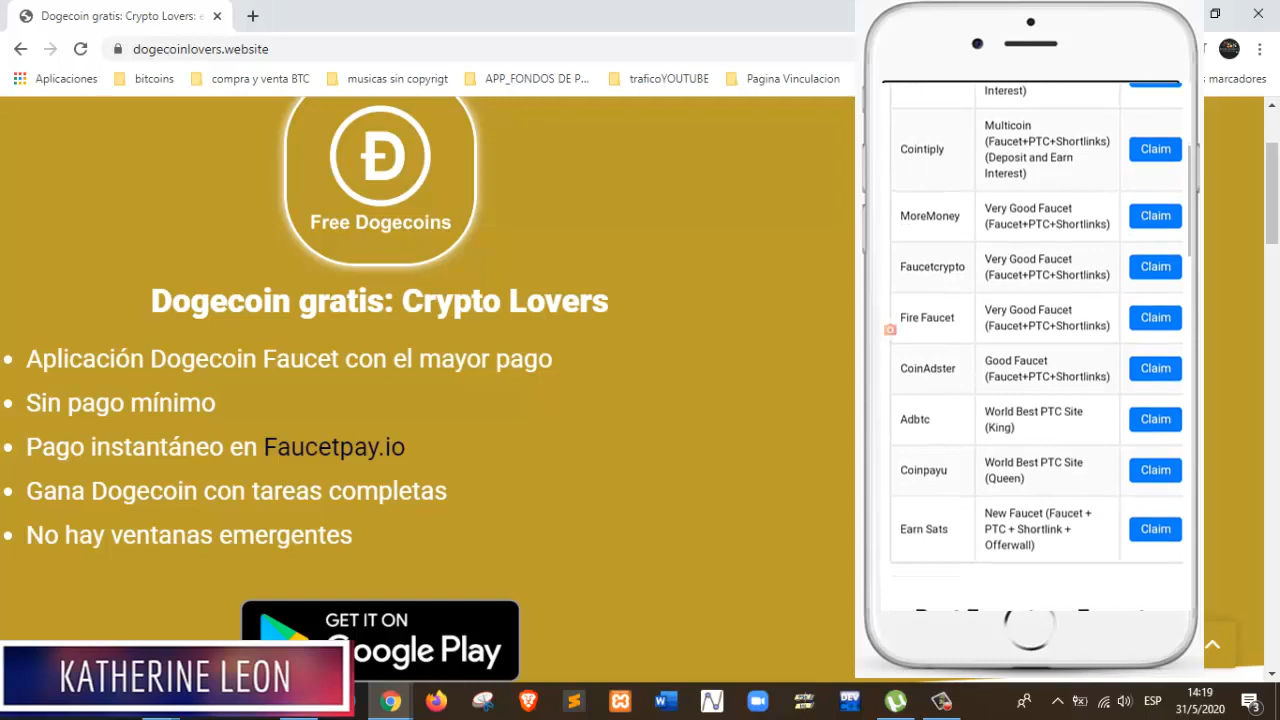 Dogecoin gratis: Crypto Lovers: e
dogecoinlovers.website
Aplicaciones
bitcoins
compra y venta BTC
musicas sin copyrigt
APP_FONDOS DE P...
traficoYOUTUBE
Pagina Vinculacion
marcadores
Free Dogecoins
Dogecoin gratis: Crypto Lovers
Aplicación Dogecoin Faucet con el mayor pago
Sin pago mínimo
Pago instantáneo en Faucetpay.io
Gana Dogecoin con tareas completas
No hay ventanas emergentes
GET IT ON
Google Play
KATHERINE LEON
Interest)
Cointiply
Multicoin
(Faucet+PTC+Shortlinks)
(Deposit and Earn
Interest)
Claim
MoreMoney
Very Good Faucet
(Faucet+PTC+Shortlinks)
Claim
Faucetcrypto
Very Good Faucet
(Faucet+PTC+Shortlinks)
Claim
Fire Faucet
Very Good Faucet
(Faucet+PTC+Shortlinks)
Claim
CoinAdster
Good Faucet
(Faucet+PTC+Shortlinks)
Claim
Adbtc
World Best PTC Site
(King)
Claim
Coinpayu
World Best PTC Site
(Queen)
Claim
Earn Sats
New Faucet (Faucet +
PTC + Shortlink +
Offerwall)
Claim
ESP
14:19
31/5/2020
3